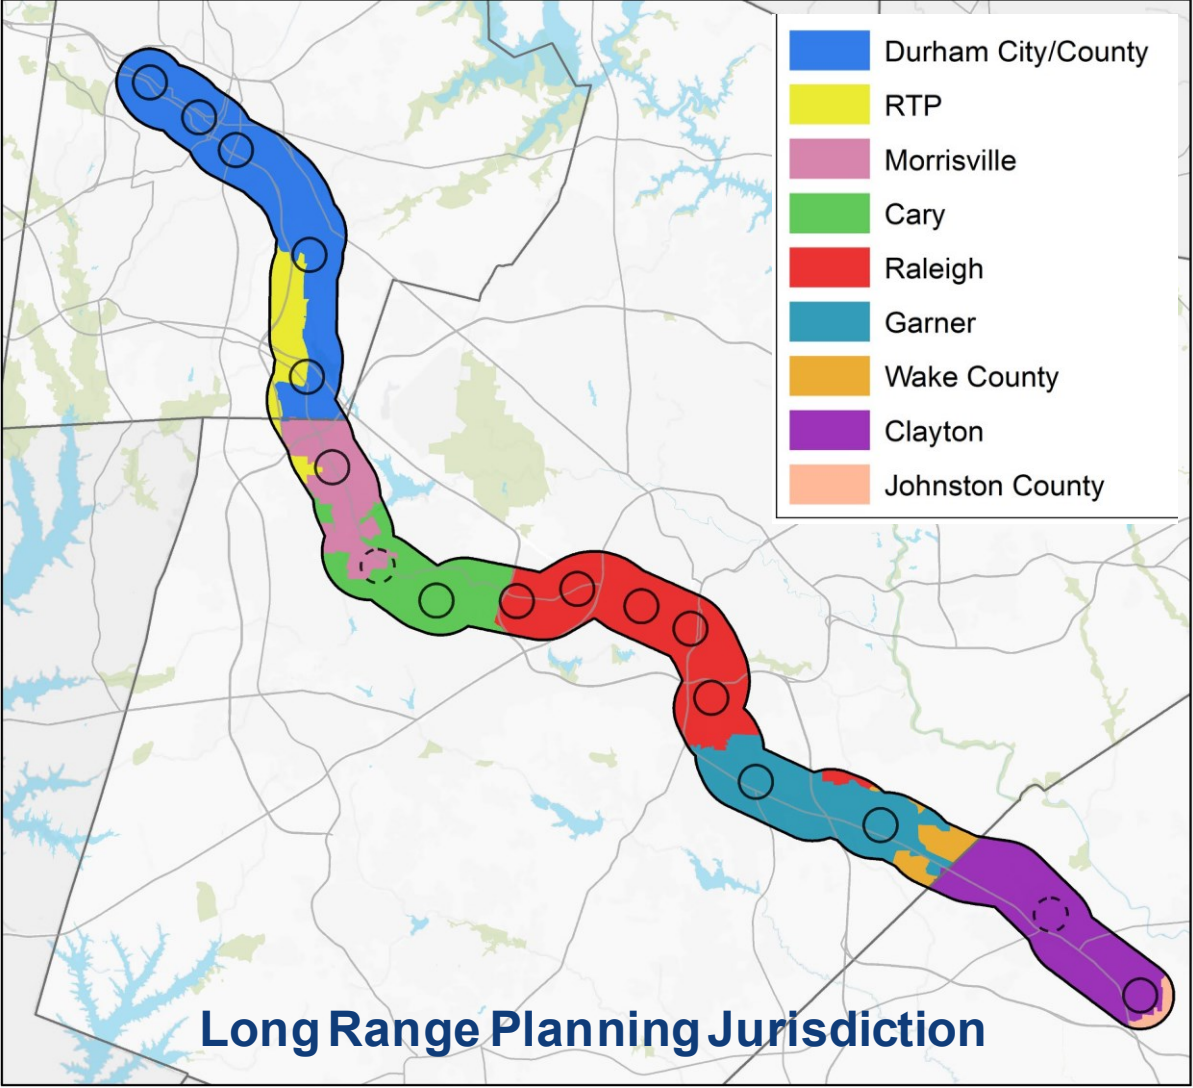 Durham City/County
RTP
Morrisville
Cary
Raleigh
Garner
Wake County
Clayton
Johnston County
Long Range Planning Jurisdiction